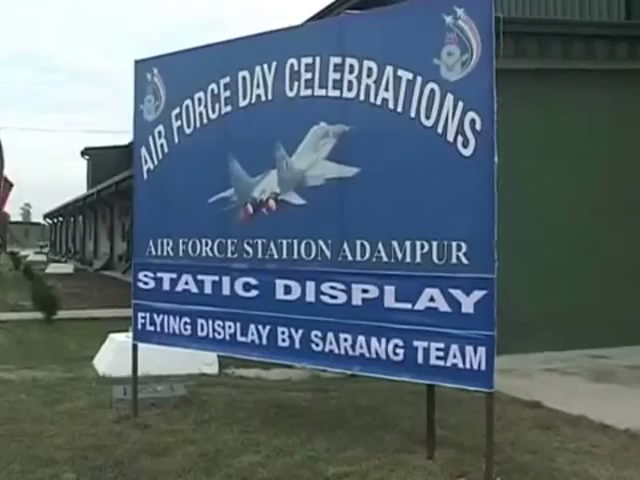 AIR FORCE DAY CELEBRATIONS
AIR FORCE STATION ADAMPUR
STATIC DISPLAY
FLYING DISPLAY BY SARANG TEAM